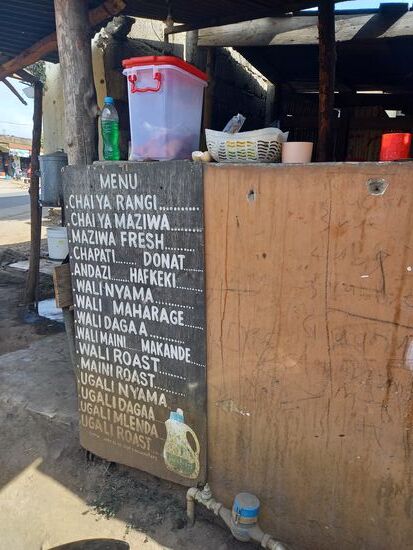 MENU
CHAI YA RANGI..........
.CHAI YA MAZIWA.....
.MAZIWA FRESH........
.CHAPATI...... DONAT....
.ANDAZI..... HAFKEKI....
.WALI NYAMA............
.WALI MAHARAGE.....
.WALI DAGAA............
.WALI MAINI MAKANDE...
.WALI ROAST............
.MAINI ROAST...........
.UGALI NYAMA..........
.UGALI DAGAA..........
.UGALI MLENDA..
.UGALI ROAST